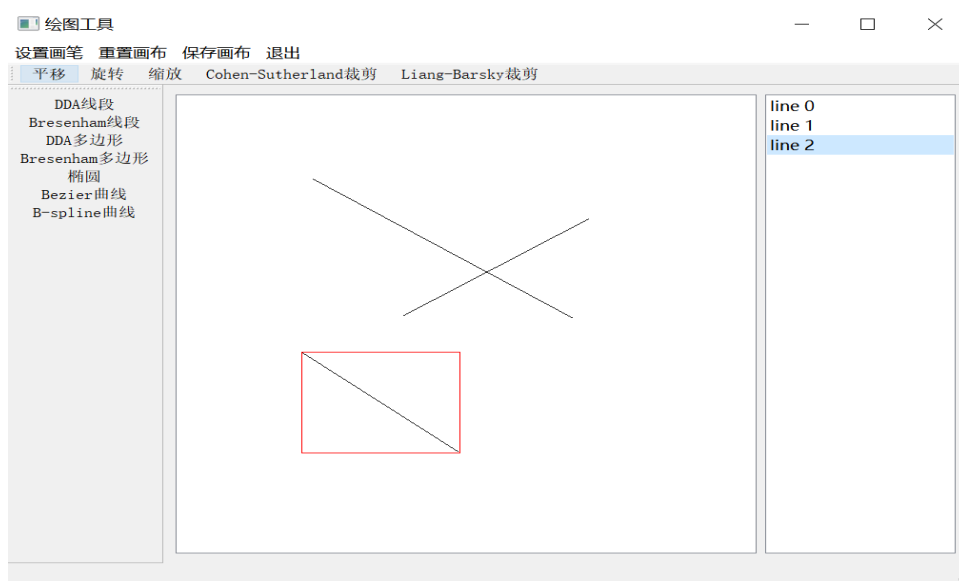 绘图工具
设置画笔 重置画布 保存画布 退出
平移 旋转 缩放 Cohen-Sutherland裁剪 Liang-Barsky裁剪
DDA线段
Bresenham线段
DDA多边形
Bresenham多边形
椭圆
Bezier曲线
B-spline曲线
line 0
line 1
line 2